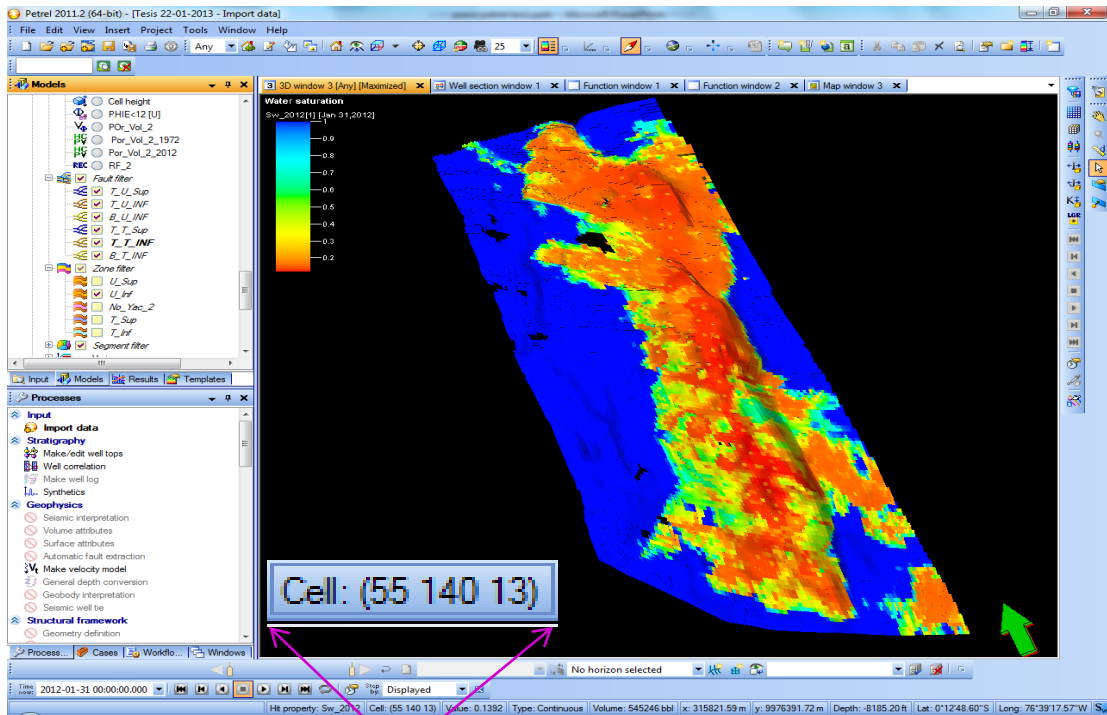 Petrel 2011.2 (64-bit) - [Tesis 22-01-2013 - Import data]
File Edit View Insert Project Tools Window Help
Any
25
Models
Cell height
PHIE<12 [U]
POr_Vol_2
Por_Vol_2_1972
Por_Vol_2_2012
REC RF_2
Fault filter
T_U_Sup
T_U_INF
B_U_INF
T_T_Sup
T_T_INF
B_T_INF
Zone filter
U_Sup
U_Inf
No_Yac_2
T_Sup
T_Inf
Segment filter
Input Models Results Templates
Processes
Input
Import data
Stratigraphy
Make/edit well tops
Well correlation
Make well log
Synthetics
Geophysics
Seismic interpretation
Volume attributes
Surface attributes
Automatic fault extraction
Make velocity model
General depth conversion
Geobody interpretation
Seismic well tie
Structural framework
Geometry definition
Process... Cases Workflo... Windows
3D window 3 [Any] [Maximized] Well section window 1 Function window 1 Function window 2 Map window 3
Water saturation
Sw_2012[1] [Jan 31,2012]
1
0.9
0.8
0.7
0.6
0.5
0.4
0.3
0.2
LGR
Cell: (55 140 13)
No horizon selected
Time now: 2012-01-31 00:00:00.000 Step by: Displayed
Hit property: Sw_2012 Cell: (55 140 13) Value: 0.1392 Type: Continuous Volume: 545246 bbl x: 315821.59 m y: 9976391.72 m Depth: -8185.20 ft Lat: 0°12'48.60"S Long: 76°39'17.57"W